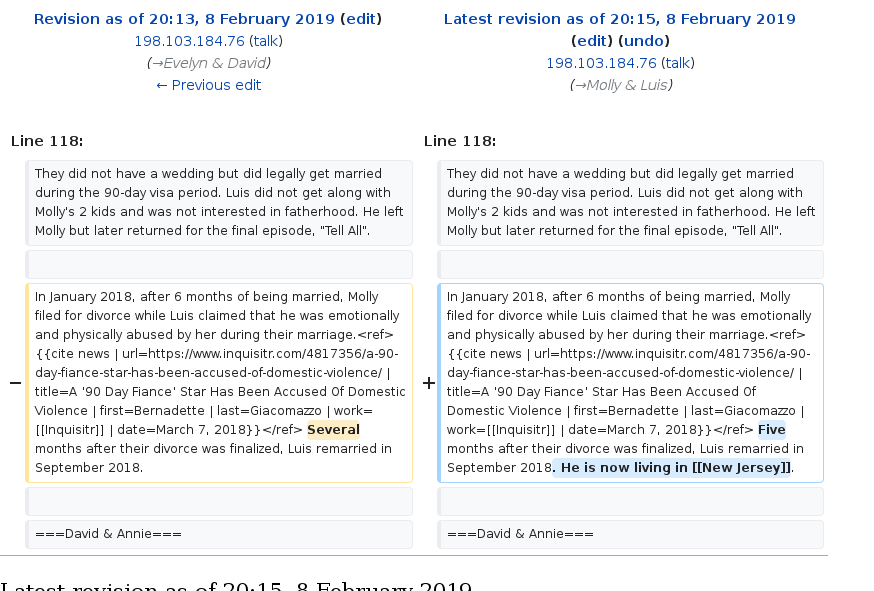 Revision as of 20:13, 8 February 2019 (edit)
198.103.184.76 (talk)
(→Evelyn & David)
← Previous edit
Latest revision as of 20:15, 8 February 2019
(edit) (undo)
198.103.184.76 (talk)
(→Molly & Luis)
Line 118:
Line 118:
They did not have a wedding but did legally get married
during the 90-day visa period. Luis did not get along with
Molly's 2 kids and was not interested in fatherhood. He left
Molly but later returned for the final episode, "Tell All".
They did not have a wedding but did legally get married
during the 90-day visa period. Luis did not get along with
Molly's 2 kids and was not interested in fatherhood. He left
Molly but later returned for the final episode, "Tell All".
−
In January 2018, after 6 months of being married, Molly
filed for divorce while Luis claimed that he was emotionally
and physically abused by her during their marriage.<ref>
{{cite news | url=https://www.inquisitr.com/4817356/a-90-
day-fiance-star-has-been-accused-of-domestic-violence/ |
title=A '90 Day Fiance' Star Has Been Accused Of Domestic
Violence | first=Bernadette | last=Giacomazzo | work=
[[Inquisitr]] | date=March 7, 2018}}</ref> Several
months after their divorce was finalized, Luis remarried in
September 2018.
+
In January 2018, after 6 months of being married, Molly
filed for divorce while Luis claimed that he was emotionally
and physically abused by her during their marriage.<ref>
{{cite news | url=https://www.inquisitr.com/4817356/a-90-
day-fiance-star-has-been-accused-of-domestic-violence/ |
title=A '90 Day Fiance' Star Has Been Accused Of
Domestic Violence | first=Bernadette | last=Giacomazzo |
work=[[Inquisitr]] | date=March 7, 2018}}</ref> Five
months after their divorce was finalized, Luis remarried in
September 2018. He is now living in [[New Jersey]].
===David & Annie===
===David & Annie===
Latest revision as of 20:15, 8 February 2019